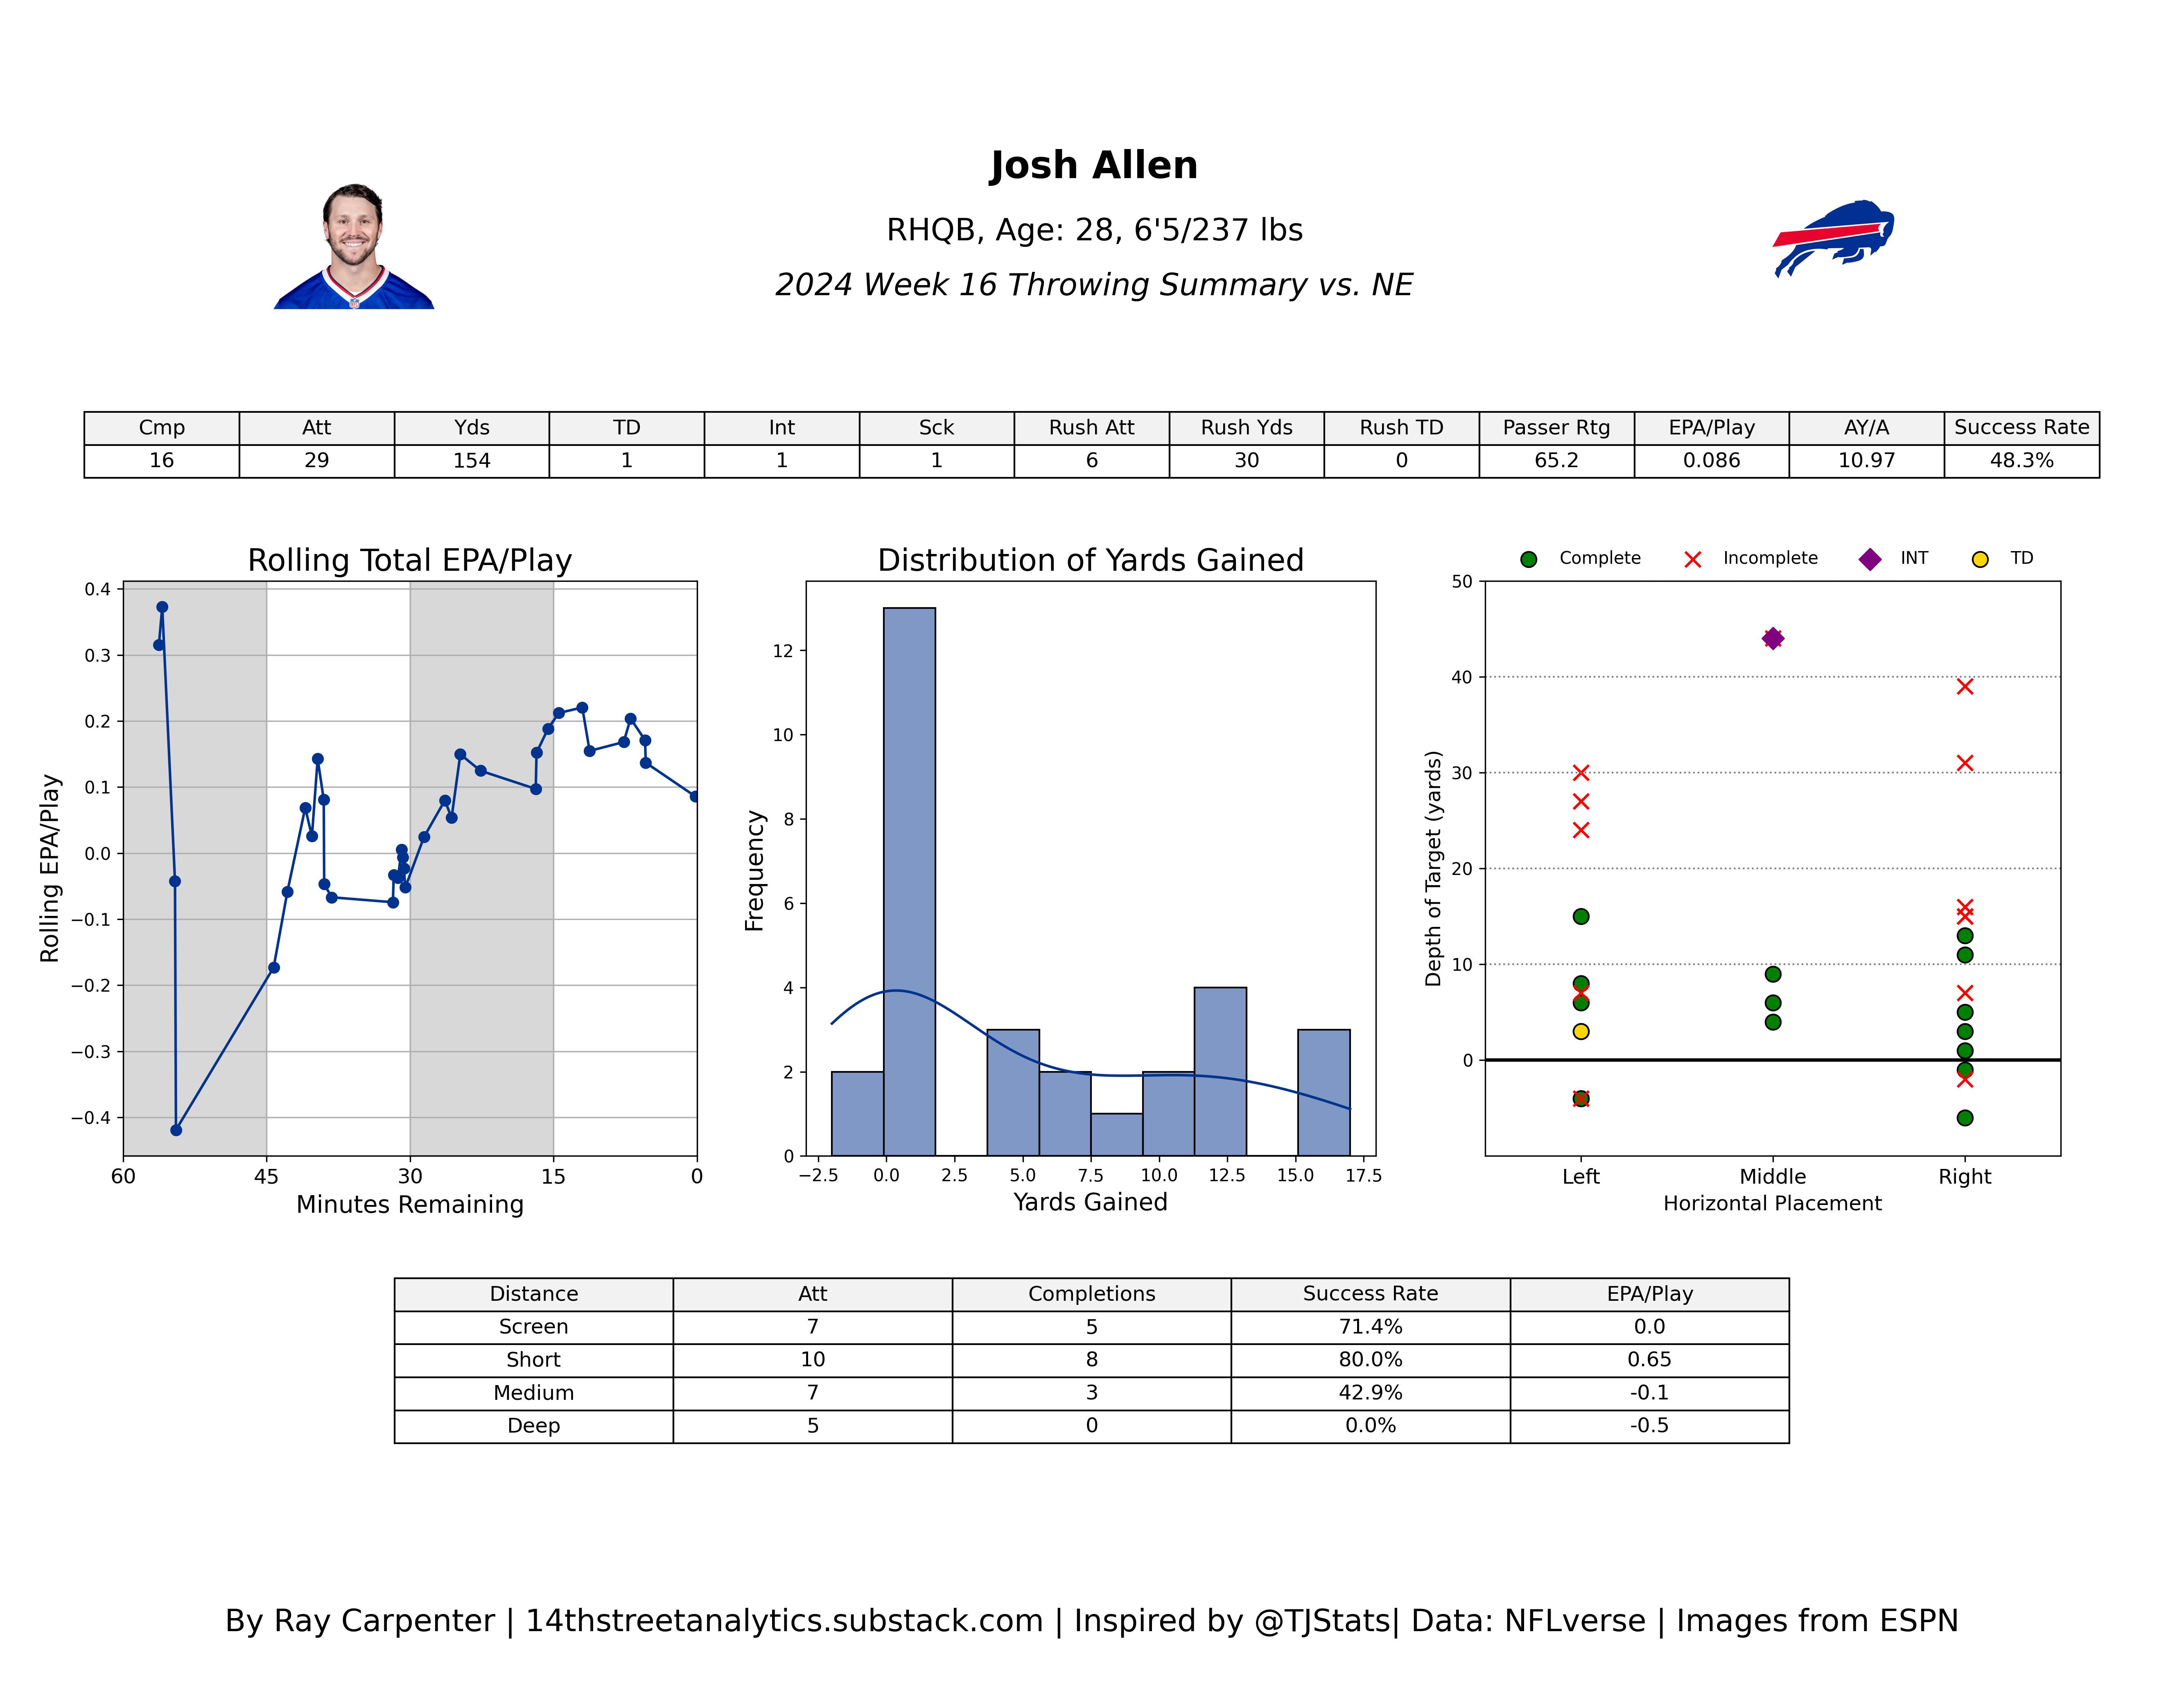 Josh Allen
RHQB, Age: 28, 6'5/237 lbs
2024 Week 16 Throwing Summary vs. NE
Cmp Att Yds TD Int Sck Rush Att Rush Yds Rush TD Passer Rtg EPA/Play AY/A Success Rate
16 29 154 1 1 1 6 30 0 65.2 0.086 10.97 48.3%
Rolling Total EPA/Play
0.4
0.3
0.2
0.1
0.0
−0.1
−0.2
−0.3
−0.4
Rolling EPA/Play
60 45 30 15 0
Minutes Remaining
Distribution of Yards Gained
12
10
8
6
4
2
0
Frequency
−2.5 0.0 2.5 5.0 7.5 10.0 12.5 15.0 17.5
Yards Gained
Complete Incomplete INT TD
50
40
30
20
10
0
Depth of Target (yards)
Left Middle Right
Horizontal Placement
Distance Att Completions Success Rate EPA/Play
Screen 7 5 71.4% 0.0
Short 10 8 80.0% 0.65
Medium 7 3 42.9% -0.1
Deep 5 0 0.0% -0.5
By Ray Carpenter | 14thstreetanalytics.substack.com | Inspired by @TJStats| Data: NFLverse | Images from ESPN